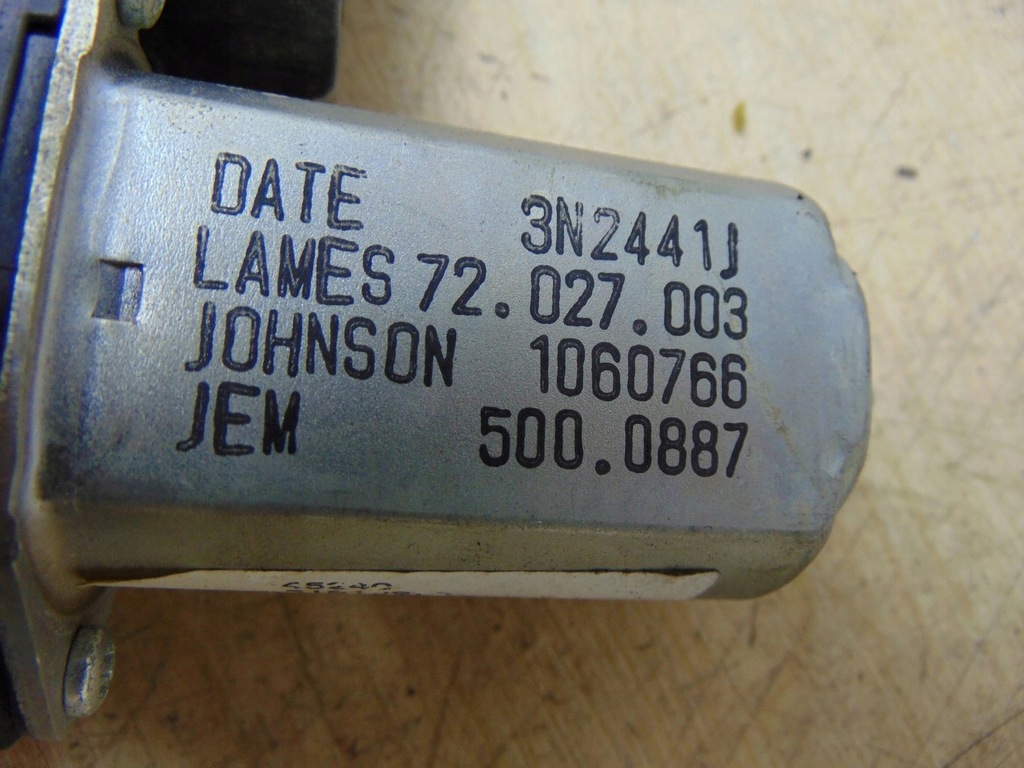 DATE 3N2441J
LAMES 72.027.003
JOHNSON 1060766
JEM 500.0887